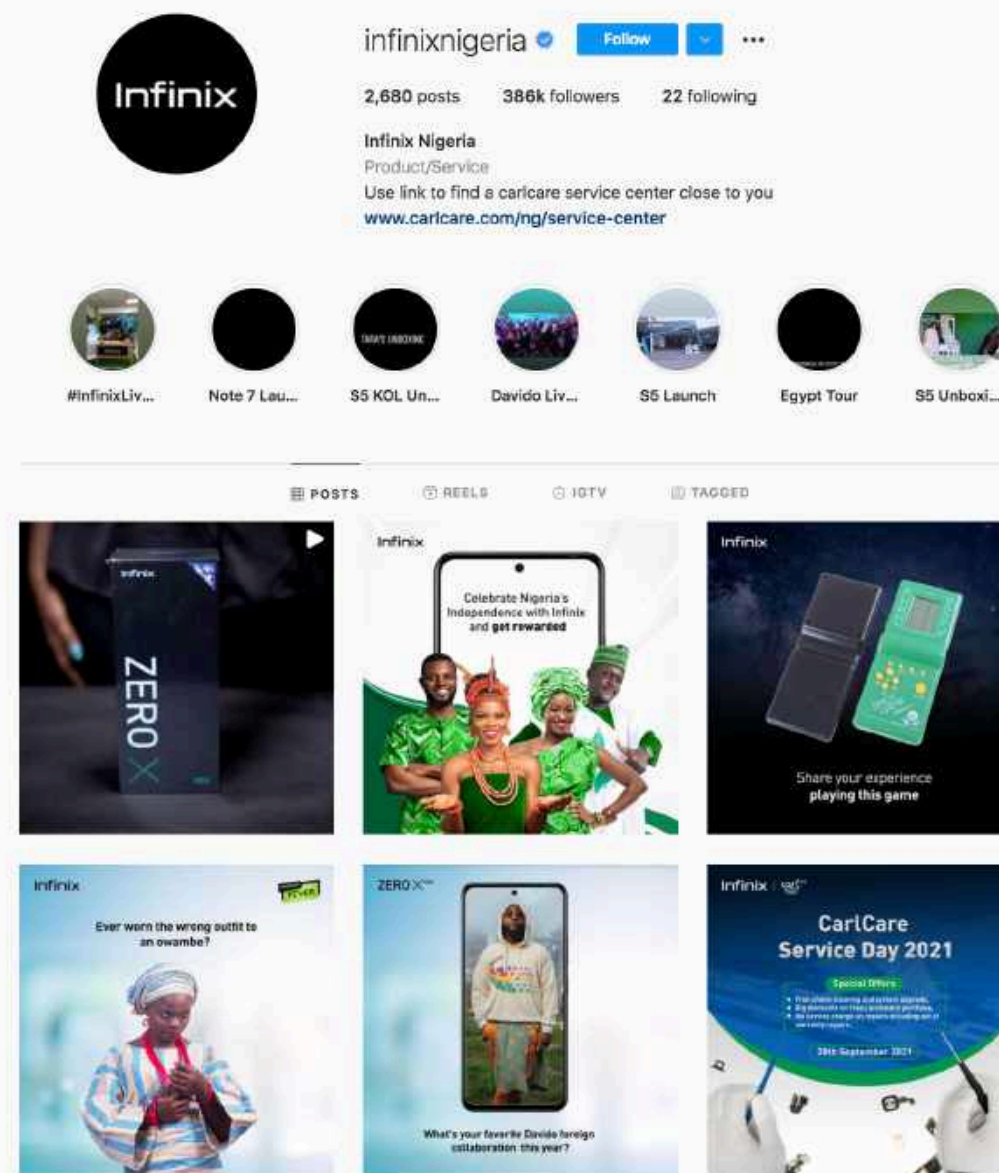 Infinix
infinixnigeria
Follow
2,680 posts 386k followers 22 following
Infinix Nigeria
Product/Service
Use link to find a carlcare service center close to you
www.carlcare.com/ng/service-center
TARA'S UNBOXING
S5
#InfinixLiv... Note 7 Lau... S5 KOL Un... Davido Liv... S5 Launch Egypt Tour S5 Unboxi...
POSTS REELS IGTV TAGGED
Infinix
ZERO X
Infinix
Celebrate Nigeria's
Independence with Infinix
and get rewarded
Infinix
Share your experience
playing this game
Infinix
FEVER
Ever worn the wrong outfit to
an owambe?
ZERO X
What's your favorite Davido foreign
collaboration this year?
Infinix
CarlCare
Service Day 2021
Special Offers